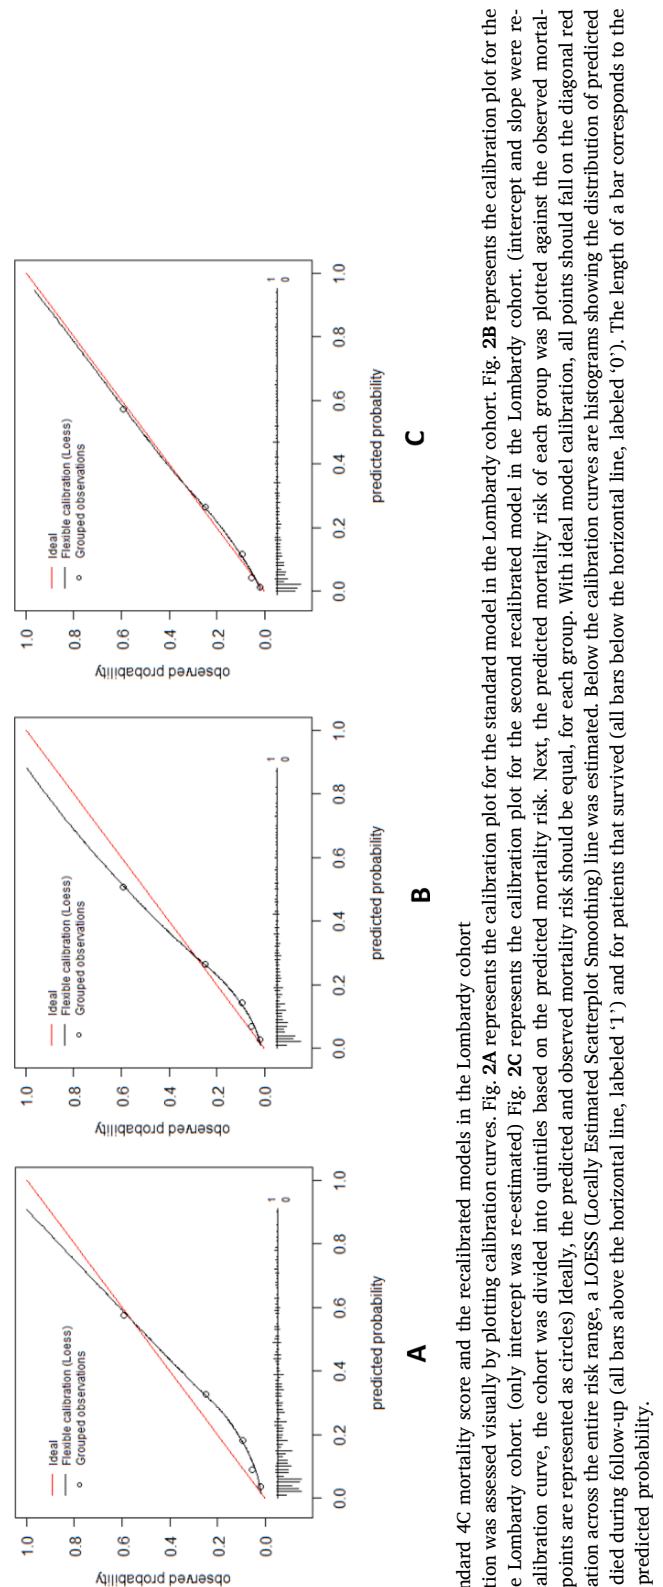 observed probability
1.0
0.8
0.6
0.4
0.2
0.0
Ideal
Flexible calibration (Loess)
Grouped observations
1
0
0.0
0.2
0.4
0.6
0.8
1.0
predicted probability
A
observed probability
1.0
0.8
0.6
0.4
0.2
0.0
Ideal
Flexible calibration (Loess)
Grouped observations
1
0
0.0
0.2
0.4
0.6
0.8
1.0
predicted probability
B
observed probability
1.0
0.8
0.6
0.4
0.2
0.0
Ideal
Flexible calibration (Loess)
Grouped observations
1
0
0.0
0.2
0.4
0.6
0.8
1.0
predicted probability
C
ndard 4C mortality score and the recalibrated models in the Lombardy cohort
tion was assessed visually by plotting calibration curves. Fig. 2A represents the calibration plot for the standard model in the Lombardy cohort. Fig. 2B represents the calibration plot for the
e Lombardy cohort. (only intercept was re-estimated) Fig. 2C represents the calibration plot for the second recalibrated model in the Lombardy cohort. (intercept and slope were re-
alibration curve, the cohort was divided into quintiles based on the predicted mortality risk. Next, the predicted mortality risk of each group was plotted against the observed mortal-
points are represented as circles) Ideally, the predicted and observed mortality risk should be equal, for each group. With ideal model calibration, all points should fall on the diagonal red
ation across the entire risk range, a LOESS (Locally Estimated Scatterplot Smoothing) line was estimated. Below the calibration curves are histograms showing the distribution of predicted
died during follow-up (all bars above the horizontal line, labeled ‘1’) and for patients that survived (all bars below the horizontal line, labeled ‘0’). The length of a bar corresponds to the
predicted probability.